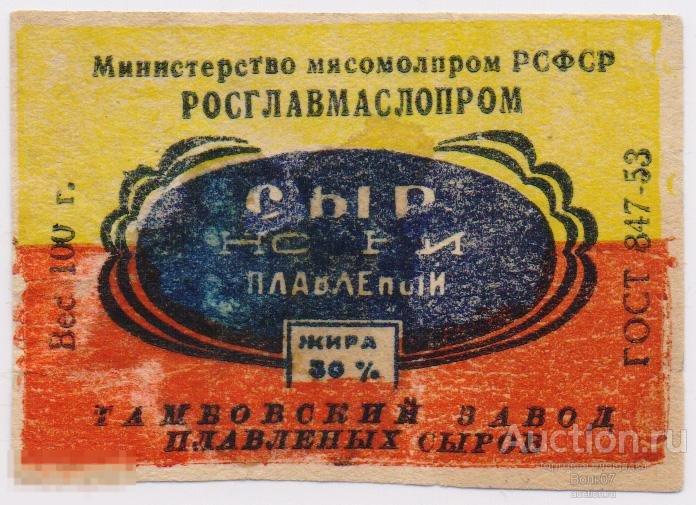 Министерство мясомолпром РСФСР
РОСГЛАВМАСЛОПРОМ
Вес 100 г.
СЫР
ПЛАВЛЕНЫЙ
ЖИРА
30 %
ГОСТ 847-53
ТАМБОВСКИЙ ЗАВОД
ПЛАВЛЕНЫХ СЫРОВ
Auction.ru